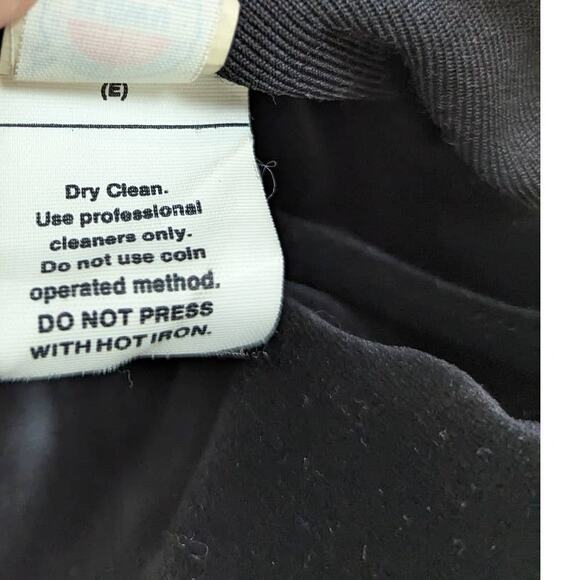 (E)
Dry Clean.
Use professional
cleaners only.
Do not use coin
operated method.
DO NOT PRESS
WITH HOT IRON.